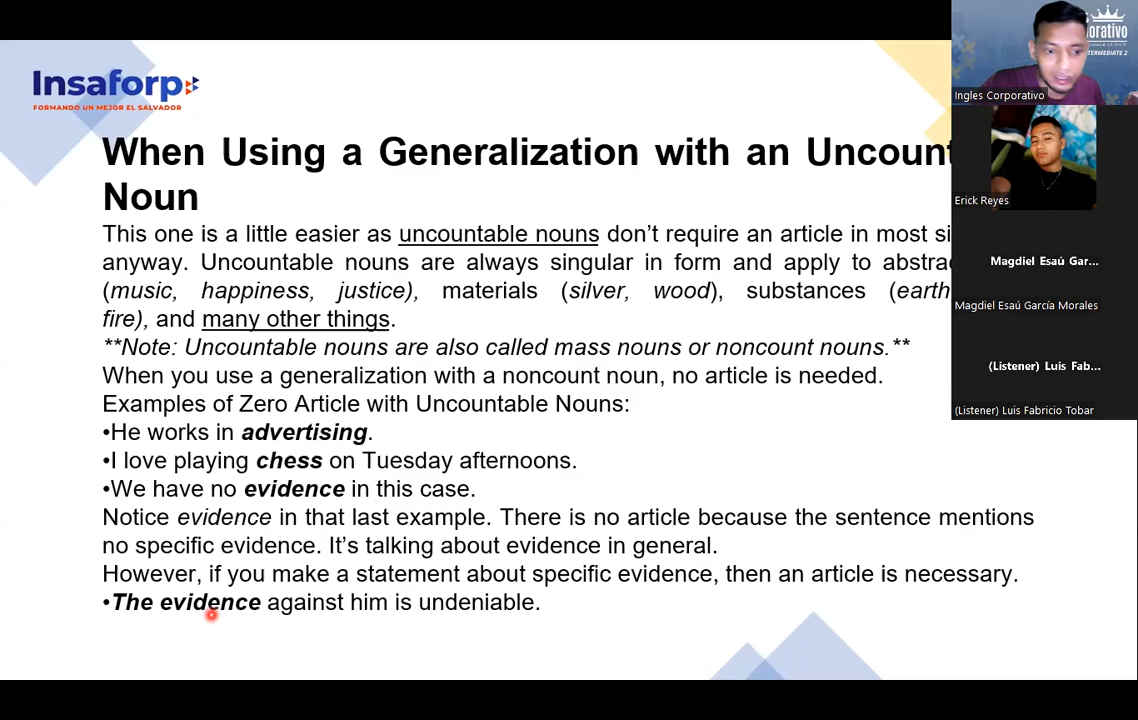 Insaforp
FORMANDO UN MEJOR EL SALVADOR
When Using a Generalization with an Uncount
Noun
This one is a little easier as uncountable nouns don't require an article in most si
anyway. Uncountable nouns are always singular in form and apply to abstra
(music, happiness, justice), materials (silver, wood), substances (earth
fire), and many other things.
**Note: Uncountable nouns are also called mass nouns or noncount nouns.**
When you use a generalization with a noncount noun, no article is needed.
Examples of Zero Article with Uncountable Nouns:
•He works in advertising.
•I love playing chess on Tuesday afternoons.
•We have no evidence in this case.
Notice evidence in that last example. There is no article because the sentence mentions
no specific evidence. It's talking about evidence in general.
However, if you make a statement about specific evidence, then an article is necessary.
•The evidence against him is undeniable.
orativo
INTERMEDIATE 2
Ingles Corporativo
Erick Reyes
Magdiel Esaú Gar...
Magdiel Esaú García Morales
(Listener) Luis Fab...
(Listener) Luis Fabricio Tobar